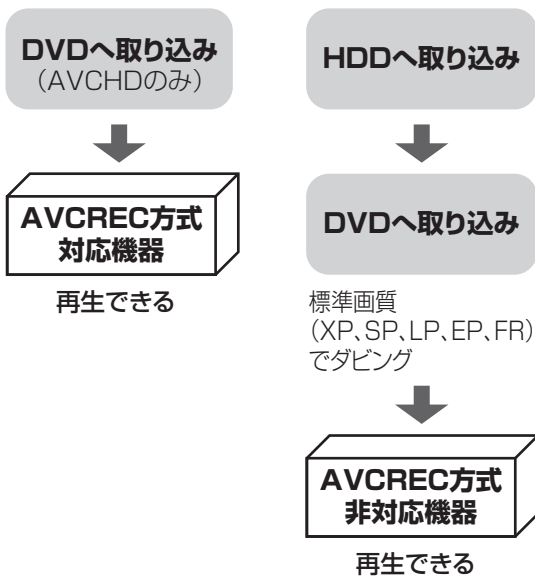 DVDへ取り込み
（AVCHDのみ）
AVCREC方式
対応機器
再生できる
HDDへ取り込み
DVDへ取り込み
標準画質
（XP、SP、LP、EP、FR）
でダビング
AVCREC方式
非対応機器
再生できる